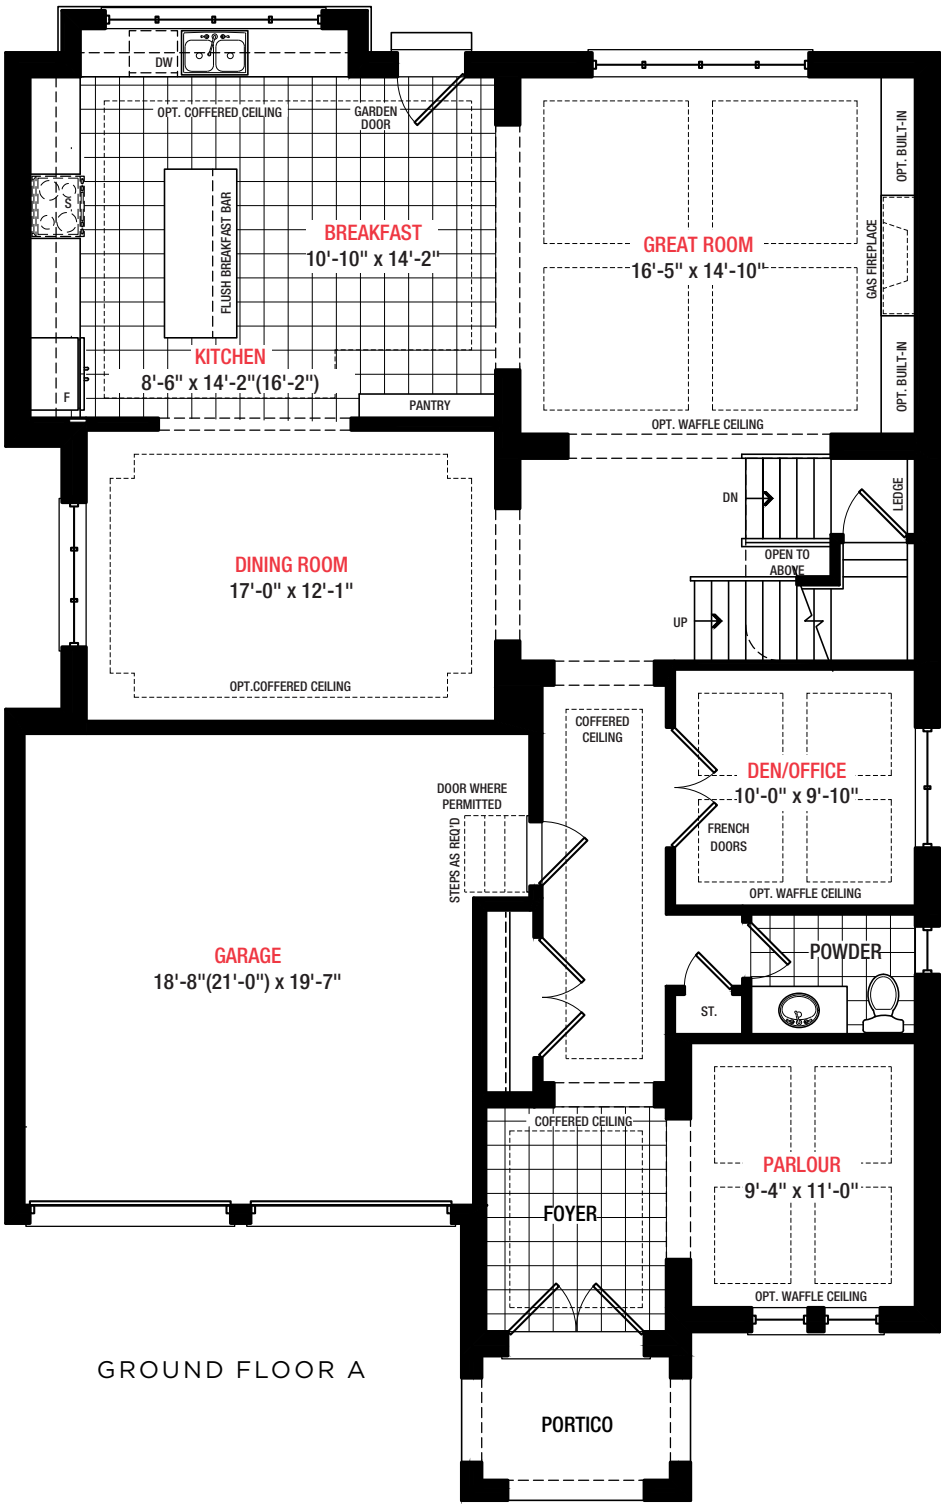 DW
OPT. COFFERED CEILING
GARDEN
DOOR
OPT. BUILT-IN
S
FLUSH BREAKFAST BAR
BREAKFAST
10'-10" x 14'-2"
GREAT ROOM
16'-5" x 14'-10"
GAS FIREPLACE
KITCHEN
8'-6" x 14'-2"(16'-2")
F
PANTRY
OPT. BUILT-IN
OPT. WAFFLE CEILING
DN
LEDGE
OPEN TO
ABOVE
DINING ROOM
17'-0" x 12'-1"
UP
OPT.COFFERED CEILING
COFFERED
CEILING
DEN/OFFICE
10'-0" x 9'-10"
DOOR WHERE
PERMITTED
STEPS AS REQ'D
FRENCH
DOORS
OPT. WAFFLE CEILING
GARAGE
18'-8"(21'-0") x 19'-7"
POWDER
ST.
COFFERED CEILING
PARLOUR
9'-4" x 11'-0"
FOYER
OPT. WAFFLE CEILING
GROUND FLOOR A
PORTICO